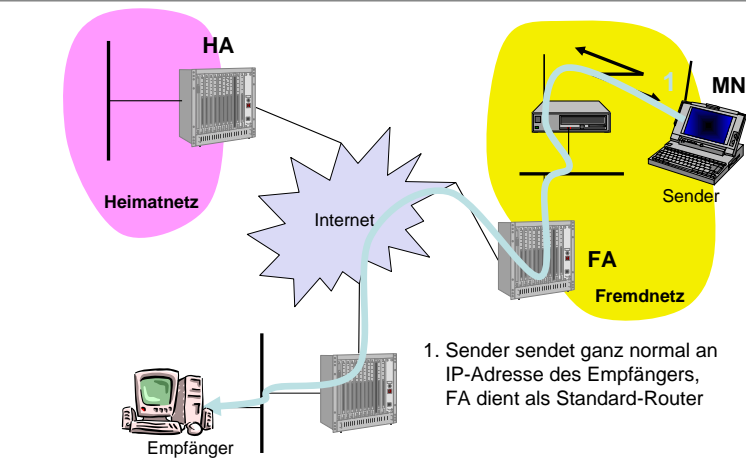 HA
1
MN
Heimatnetz
Internet
Sender
FA
Fremdnetz
1. Sender sendet ganz normal an
IP-Adresse des Empfängers,
FA dient als Standard-Router
Empfänger